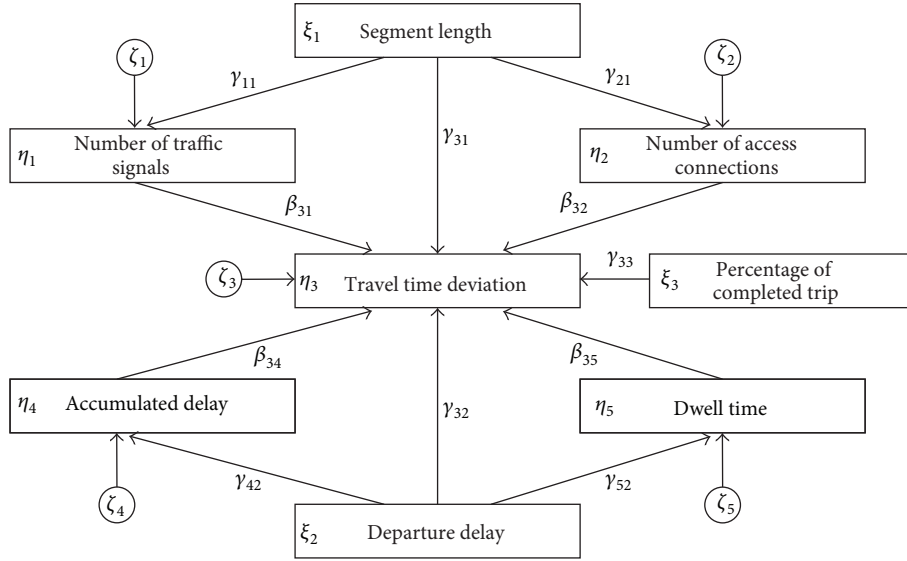 ξ₁ Segment length
ζ₁
ζ₂
γ₁₁
γ₂₁
γ₃₁
η₁
Number of traffic
signals
η₂
Number of access
connections
β₃₁
β₃₂
ζ₃
η₃ Travel time deviation
γ₃₃
ξ₃
Percentage of
completed trip
β₃₄
β₃₅
η₄ Accumulated delay
γ₃₂
η₅ Dwell time
ζ₄
γ₄₂
γ₅₂
ζ₅
ξ₂ Departure delay